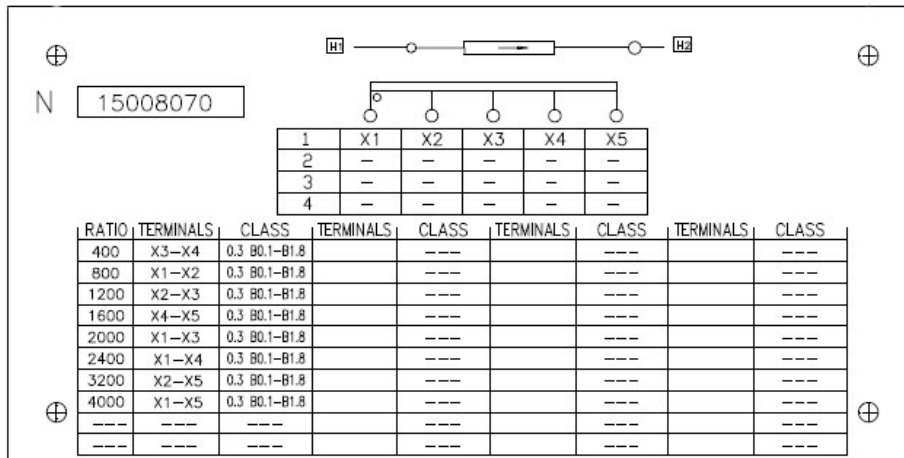 H1 H2
N 15008070
1 X1 X2 X3 X4 X5
2 – – – – –
3 – – – – –
4 – – – – –
RATIO TERMINALS CLASS TERMINALS CLASS TERMINALS CLASS TERMINALS CLASS
400 X3–X4 0.3 B0.1–B1.8 ––– ––– –––
800 X1–X2 0.3 B0.1–B1.8 ––– ––– –––
1200 X2–X3 0.3 B0.1–B1.8 ––– ––– –––
1600 X4–X5 0.3 B0.1–B1.8 ––– ––– –––
2000 X1–X3 0.3 B0.1–B1.8 ––– ––– –––
2400 X1–X4 0.3 B0.1–B1.8 ––– ––– –––
3200 X2–X5 0.3 B0.1–B1.8 ––– ––– –––
4000 X1–X5 0.3 B0.1–B1.8 ––– ––– –––
––– ––– ––– ––– ––– –––
––– ––– ––– ––– ––– –––